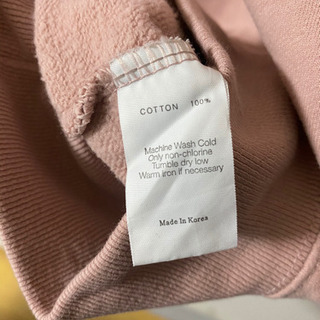 COTTON 100%
Machine Wash Cold
Only non-chlorine
Tumble dry low
Warm iron if necessary
Made In Korea